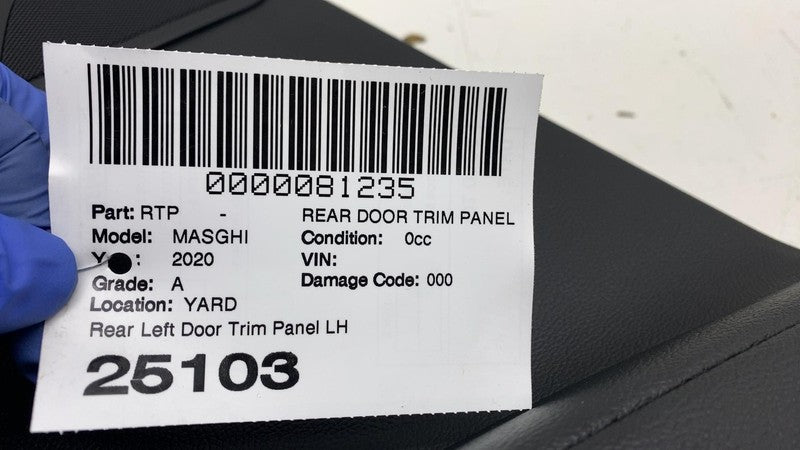 0000081235
Part: RTP - REAR DOOR TRIM PANEL
Model: MASGHI Condition: 0cc
Y : 2020 VIN:
Grade: A Damage Code: 000
Location: YARD
Rear Left Door Trim Panel LH
25103